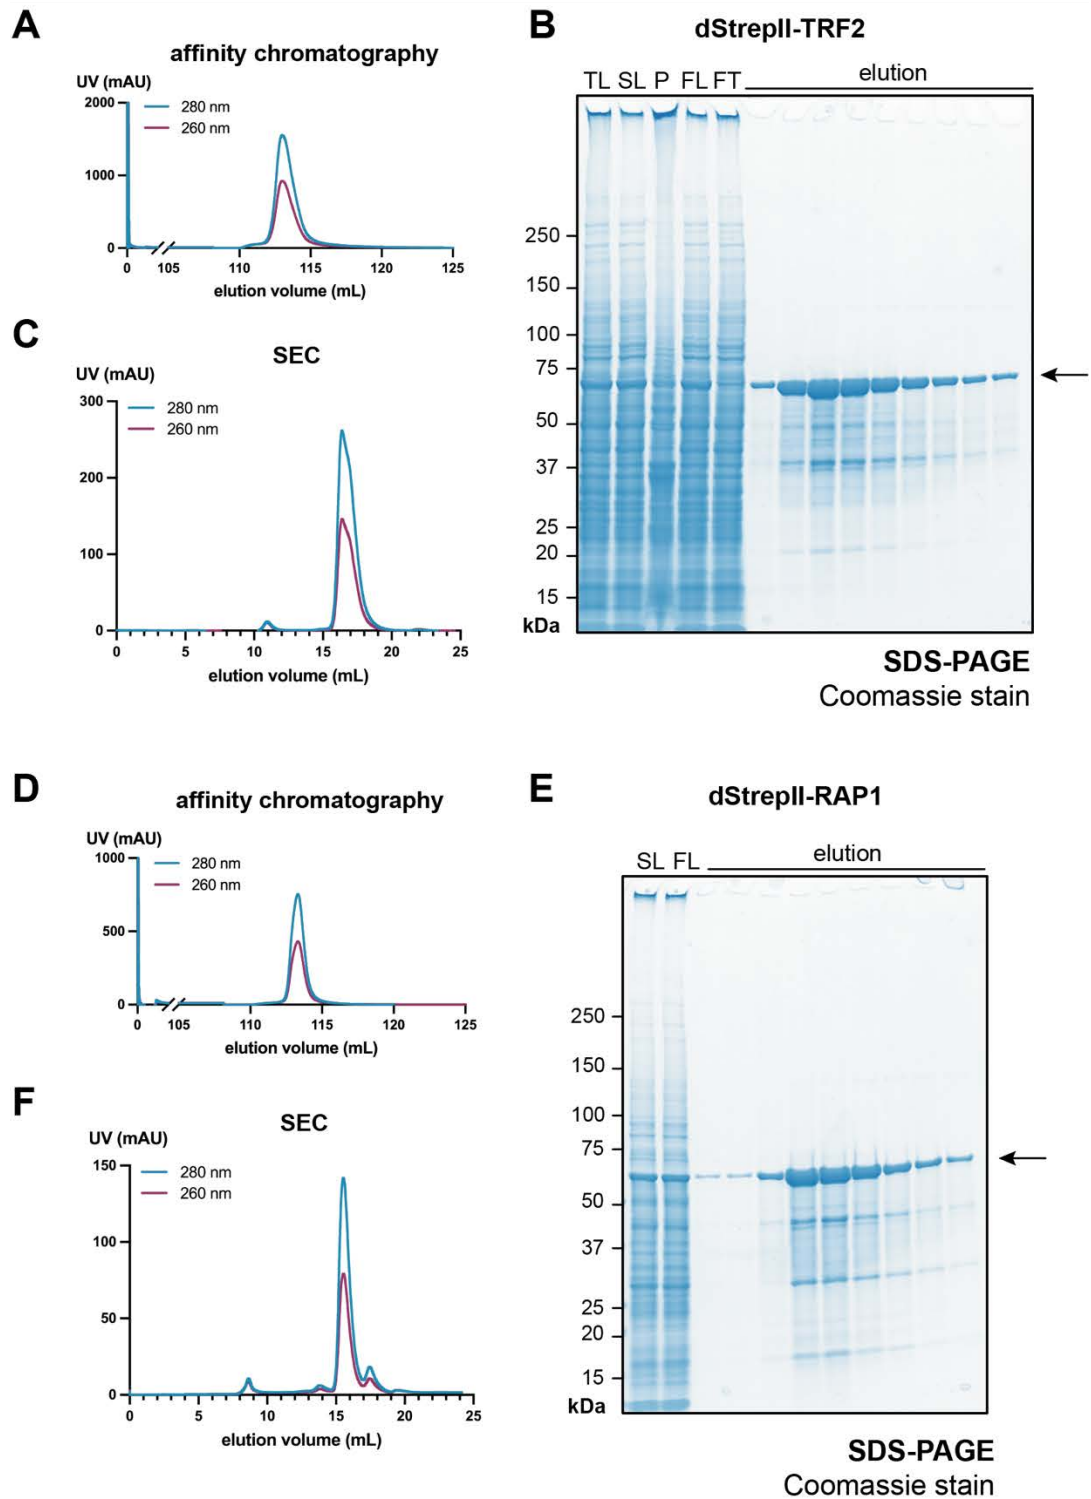 A
affinity chromatography
UV (mAU)
2000
1000
0
280 nm
260 nm
0 105 110 115 120 125
elution volume (mL)
B
dStrepII-TRF2
TL SL P FL FT elution
250
150
100
75
50
37
25
20
15
kDa
SDS-PAGE
Coomassie stain
C
SEC
UV (mAU)
300
200
100
0
280 nm
260 nm
0 5 10 15 20 25
elution volume (mL)
D
affinity chromatography
UV (mAU)
1000
500
0
280 nm
260 nm
0 105 110 115 120 125
elution volume (mL)
E
dStrepII-RAP1
SL FL elution
250
150
100
75
50
37
25
20
15
kDa
SDS-PAGE
Coomassie stain
F
SEC
UV (mAU)
150
100
50
0
280 nm
260 nm
0 5 10 15 20 25
elution volume (mL)